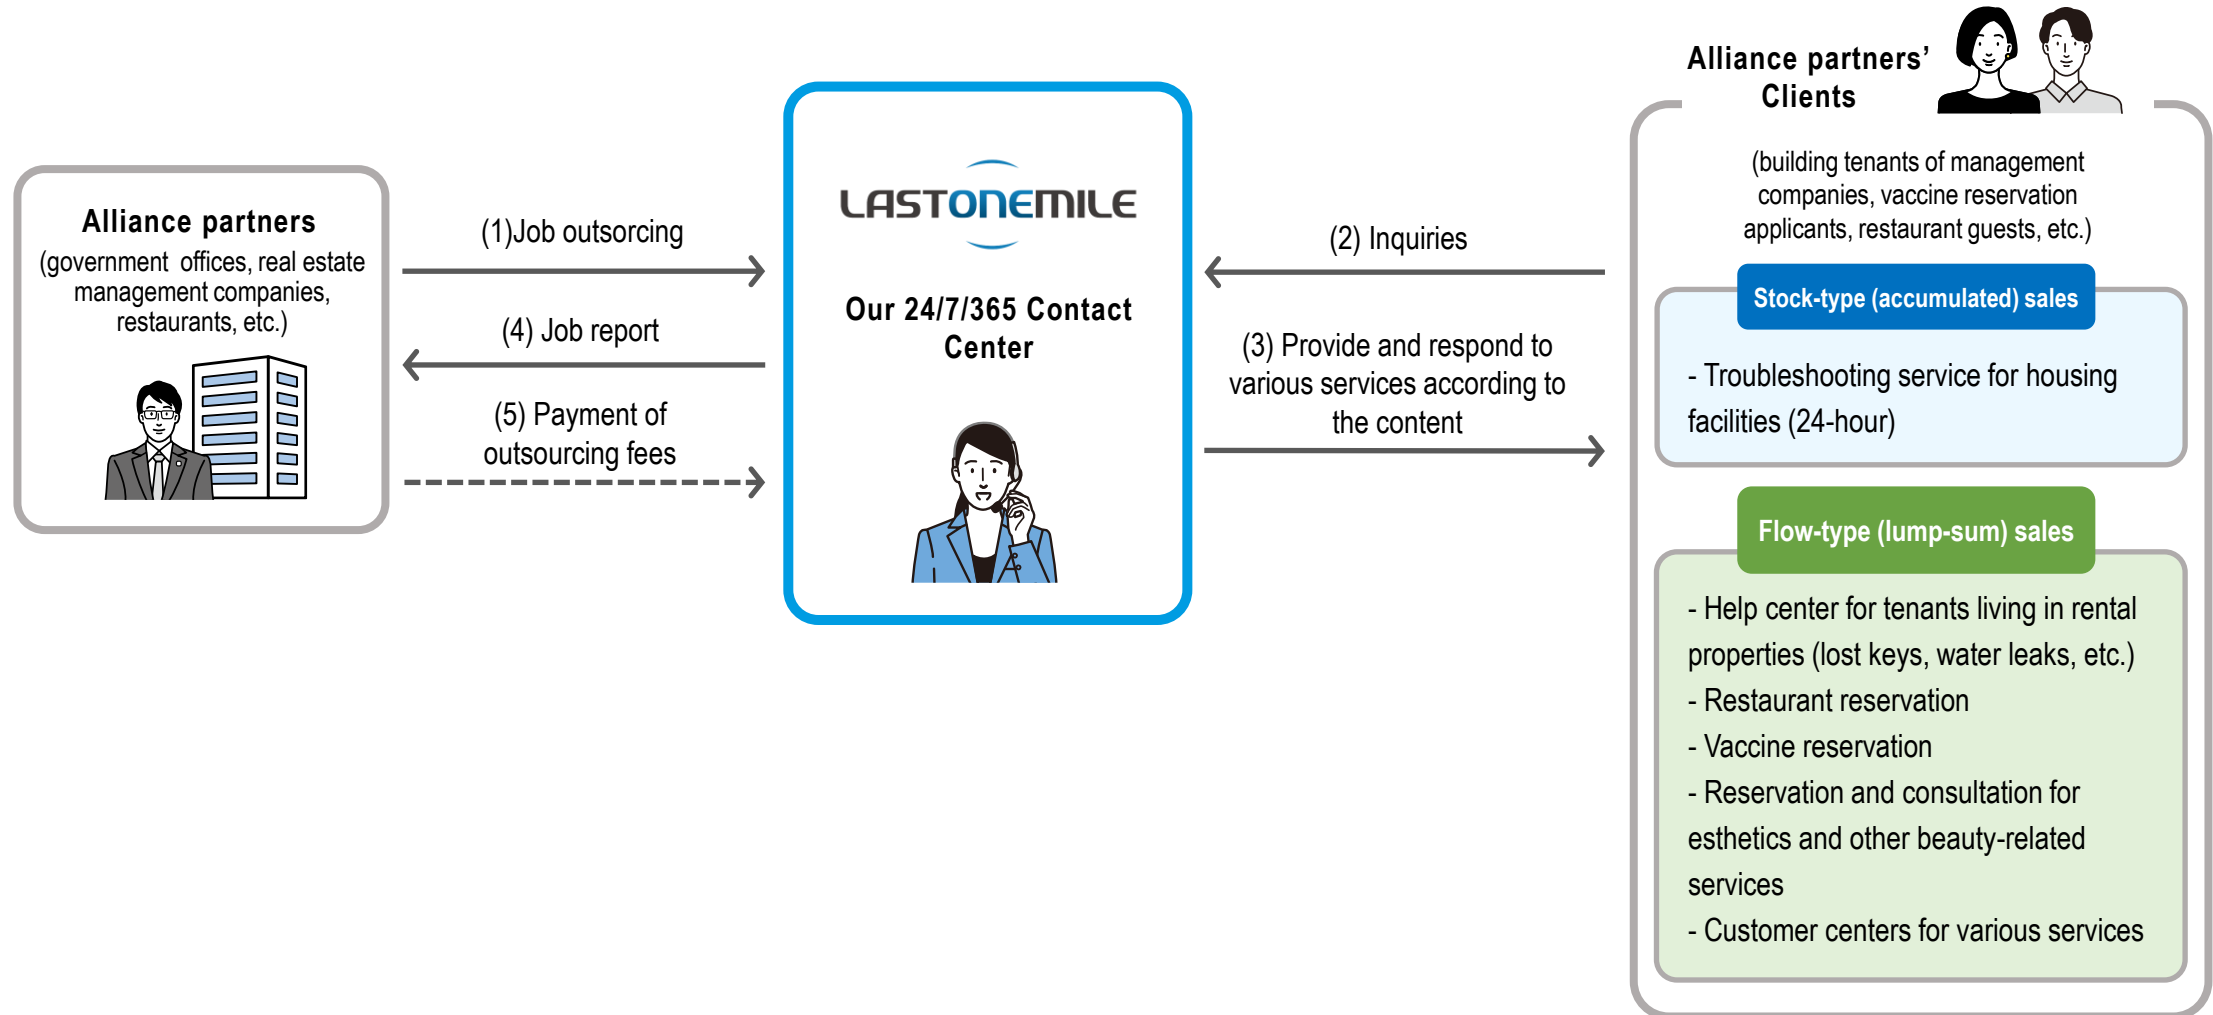 Alliance partners
(government offices, real estate
management companies,
restaurants, etc.)
(1)Job outsorcing
(4) Job report
(5) Payment of
outsourcing fees
LASTONEMILE
Our 24/7/365 Contact
Center
(2) Inquiries
(3) Provide and respond to
various services according to
the content
Alliance partners’
Clients
(building tenants of management
companies, vaccine reservation
applicants, restaurant guests, etc.)
Stock-type (accumulated) sales
- Troubleshooting service for housing
facilities (24-hour)
Flow-type (lump-sum) sales
- Help center for tenants living in rental
properties (lost keys, water leaks, etc.)
- Restaurant reservation
- Vaccine reservation
- Reservation and consultation for
esthetics and other beauty-related
services
- Customer centers for various services